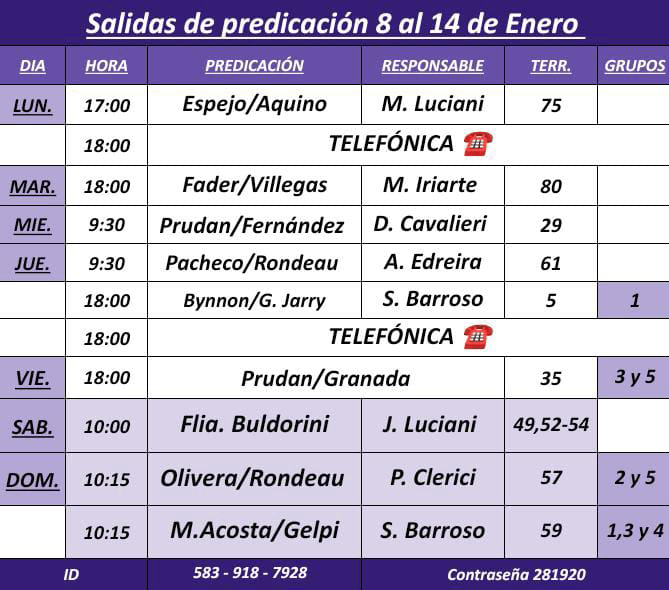 Salidas de predicación 8 al 14 de Enero
DIA HORA PREDICACIÓN RESPONSABLE TERR. GRUPOS
LUN. 17:00 Espejo/Aquino M. Luciani 75
18:00 TELEFÓNICA ☎️
MAR. 18:00 Fader/Villegas M. Iriarte 80
MIE. 9:30 Prudan/Fernández D. Cavalieri 29
JUE. 9:30 Pacheco/Rondeau A. Edreira 61
18:00 Bynnon/G. Jarry S. Barroso 5 1
18:00 TELEFÓNICA ☎️
VIE. 18:00 Prudan/Granada 35 3 y 5
SAB. 10:00 Flia. Buldorini J. Luciani 49,52-54
DOM. 10:15 Olivera/Rondeau P. Clerici 57 2 y 5
10:15 M.Acosta/Gelpi S. Barroso 59 1,3 y 4
ID 583 - 918 - 7928 Contraseña 281920